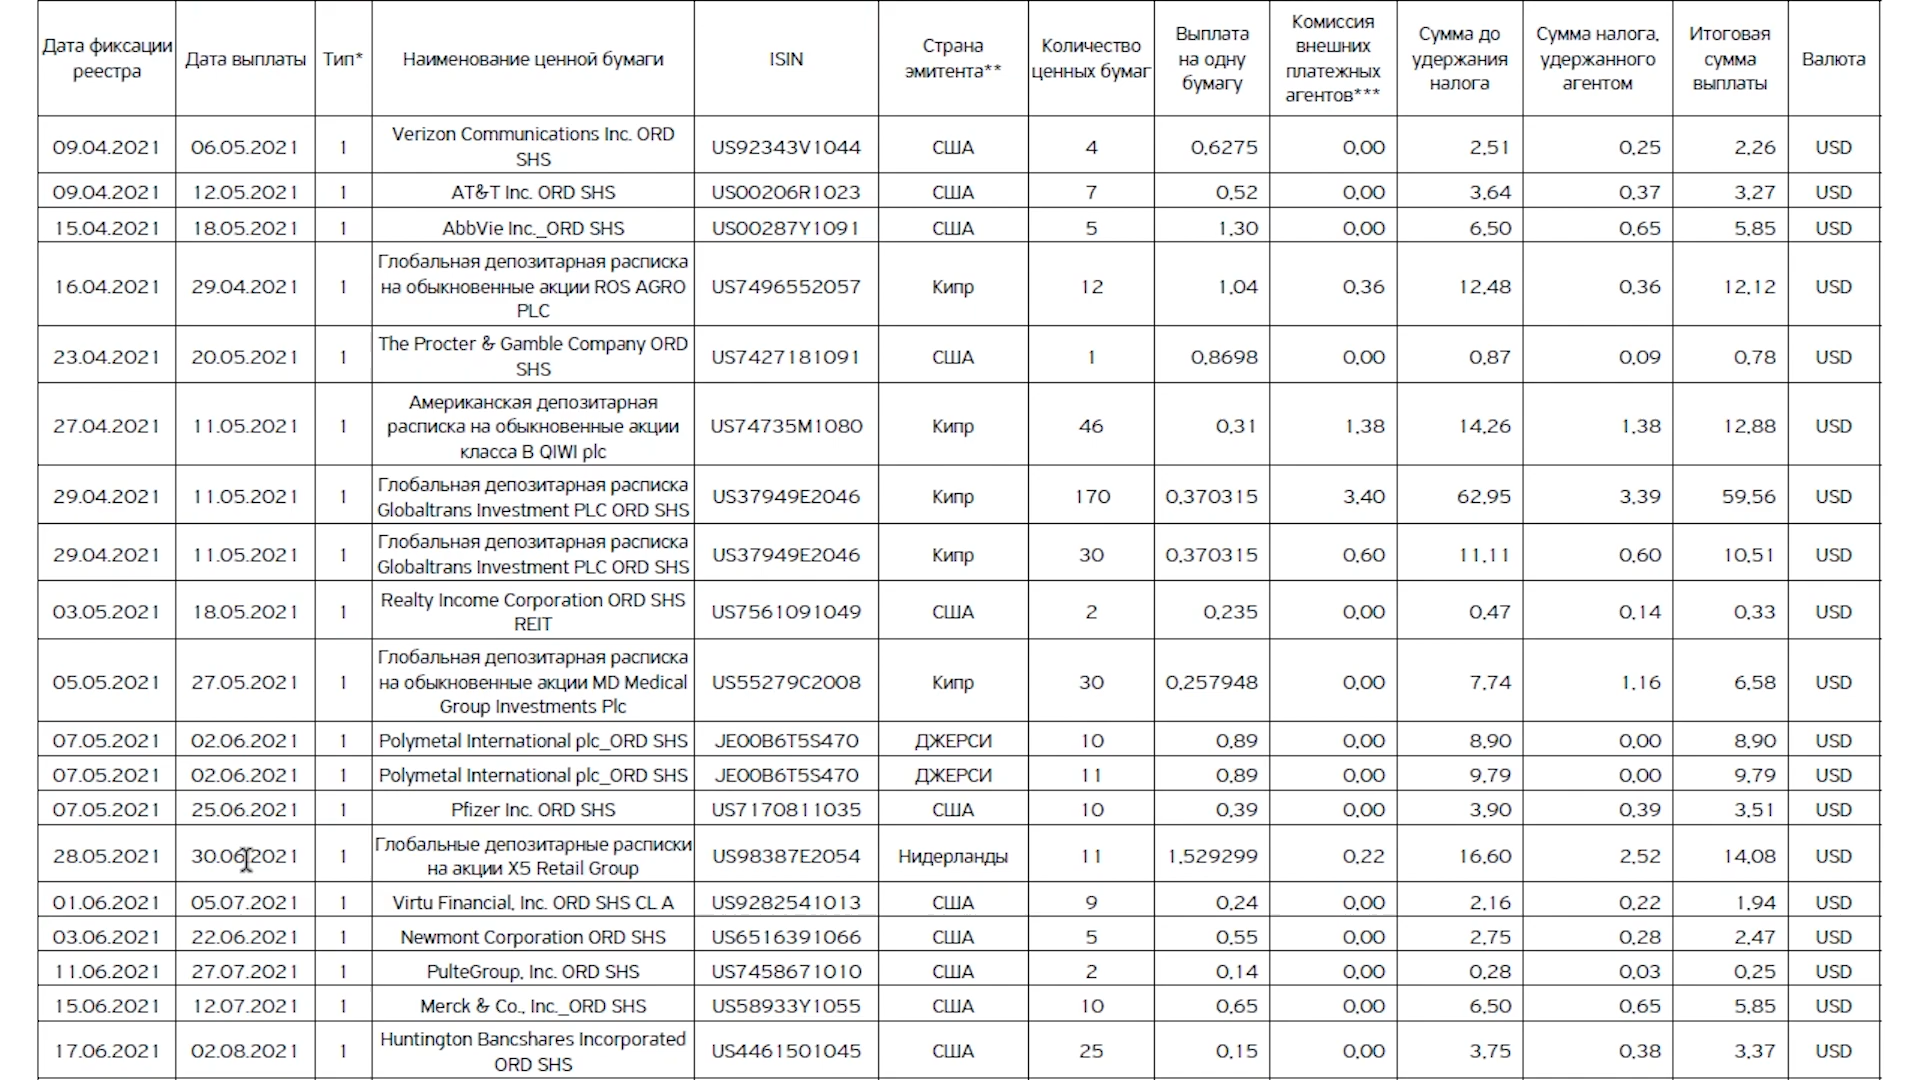 Дата фиксации реестра Дата выплаты Тип* Наименование ценной бумаги ISIN Страна эмитента** Количество ценных бумаг Выплата на одну бумагу Комиссия внешних платежных агентов*** Сумма до удержания налога Сумма налога, удержанного агентом Итоговая сумма выплаты Валюта
09.04.2021 06.05.2021 1 Verizon Communications Inc. ORD SHS US92343V1044 США 4 0,6275 0,00 2,51 0,25 2,26 USD
09.04.2021 12.05.2021 1 AT&T Inc. ORD SHS US00206R1023 США 7 0,52 0,00 3,64 0,37 3,27 USD
15.04.2021 18.05.2021 1 AbbVie Inc._ORD SHS US00287Y1091 США 5 1,30 0,00 6,50 0,65 5,85 USD
16.04.2021 29.04.2021 1 Глобальная депозитарная расписка на обыкновенные акции ROS AGRO PLC US7496552057 Кипр 12 1,04 0,36 12,48 0,36 12,12 USD
23.04.2021 20.05.2021 1 The Procter & Gamble Company ORD SHS US7427181091 США 1 0,8698 0,00 0,87 0,09 0,78 USD
27.04.2021 11.05.2021 1 Американская депозитарная расписка на обыкновенные акции класса B QIWI plc US74735M1080 Кипр 46 0,31 1,38 14,26 1,38 12,88 USD
29.04.2021 11.05.2021 1 Глобальная депозитарная расписка Globaltrans Investment PLC ORD SHS US37949E2046 Кипр 170 0,370315 3,40 62,95 3,39 59,56 USD
29.04.2021 11.05.2021 1 Глобальная депозитарная расписка Globaltrans Investment PLC ORD SHS US37949E2046 Кипр 30 0,370315 0,60 11,11 0,60 10,51 USD
03.05.2021 18.05.2021 1 Realty Income Corporation ORD SHS REIT US7561091049 США 2 0,235 0,00 0,47 0,14 0,33 USD
05.05.2021 27.05.2021 1 Глобальная депозитарная расписка на обыкновенные акции MD Medical Group Investments Plc US55279C2008 Кипр 30 0,257948 0,00 7,74 1,16 6,58 USD
07.05.2021 02.06.2021 1 Polymetal International plc_ORD SHS JE00B6T5S470 ДЖЕРСИ 10 0,89 0,00 8,90 0,00 8,90 USD
07.05.2021 02.06.2021 1 Polymetal International plc_ORD SHS JE00B6T5S470 ДЖЕРСИ 11 0,89 0,00 9,79 0,00 9,79 USD
07.05.2021 25.06.2021 1 Pfizer Inc. ORD SHS US7170811035 США 10 0,39 0,00 3,90 0,39 3,51 USD
28.05.2021 30.06.2021 1 Глобальные депозитарные расписки на акции X5 Retail Group US98387E2054 Нидерланды 11 1,529299 0,22 16,60 2,52 14,08 USD
01.06.2021 05.07.2021 1 Virtu Financial, Inc. ORD SHS CL A US9282541013 США 9 0,24 0,00 2,16 0,22 1,94 USD
03.06.2021 22.06.2021 1 Newmont Corporation ORD SHS US6516391066 США 5 0,55 0,00 2,75 0,28 2,47 USD
11.06.2021 27.07.2021 1 PulteGroup, Inc. ORD SHS US7458671010 США 2 0,14 0,00 0,28 0,03 0,25 USD
15.06.2021 12.07.2021 1 Merck & Co., Inc._ORD SHS US58933Y1055 США 10 0,65 0,00 6,50 0,65 5,85 USD
17.06.2021 02.08.2021 1 Huntington Bancshares Incorporated ORD SHS US4461501045 США 25 0,15 0,00 3,75 0,38 3,37 USD